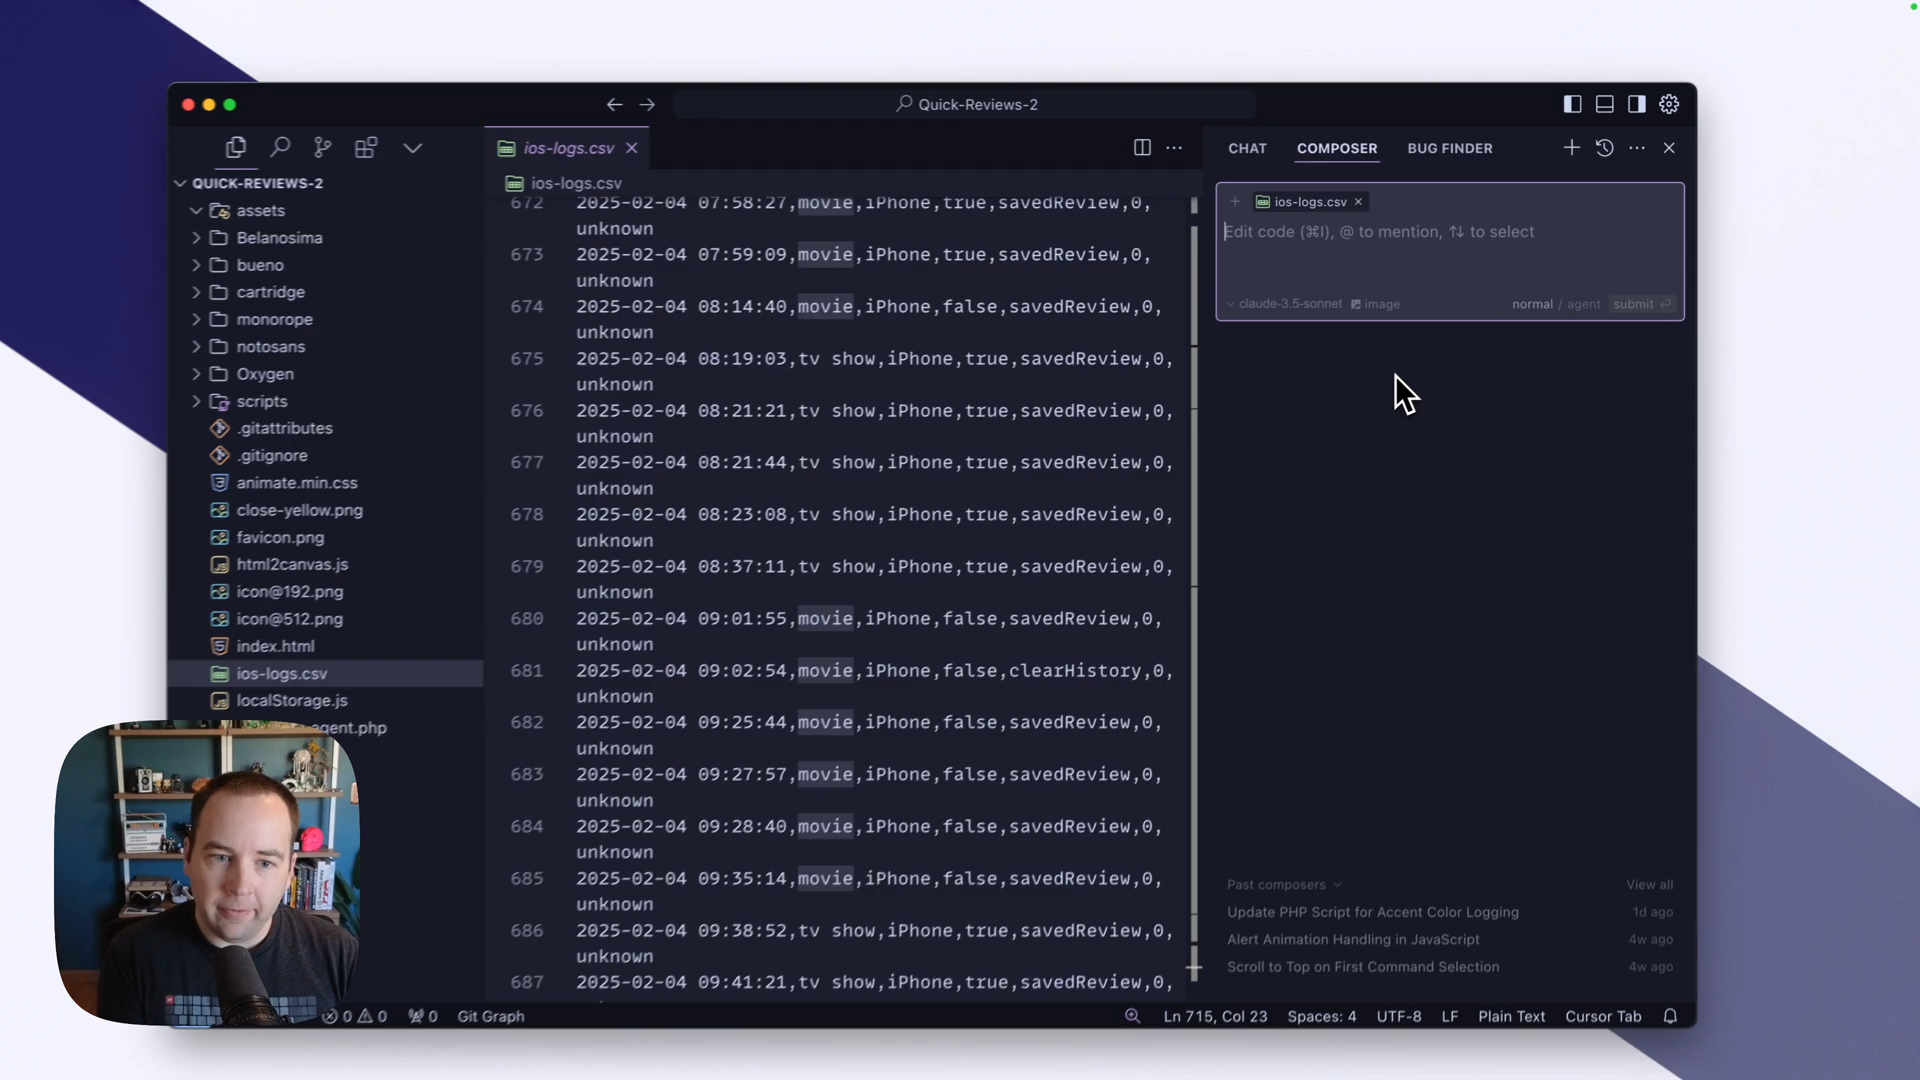 Quick-Reviews-2
ios-logs.csv
CHAT
COMPOSER
BUG FINDER
QUICK-REVIEWS-2
assets
Belanosima
bueno
cartridge
monorope
notosans
Oxygen
scripts
.gitattributes
.gitignore
animate.min.css
close-yellow.png
favicon.png
html2canvas.js
icon@192.png
icon@512.png
index.html
ios-logs.csv
localStorage.js
agent.php
ios-logs.csv
672 2025-02-04 07:58:27,movie,iPhone,true,savedReview,0,
unknown
673 2025-02-04 07:59:09,movie,iPhone,true,savedReview,0,
unknown
674 2025-02-04 08:14:40,movie,iPhone,false,savedReview,0,
unknown
675 2025-02-04 08:19:03,tv show,iPhone,true,savedReview,0,
unknown
676 2025-02-04 08:21:21,tv show,iPhone,true,savedReview,0,
unknown
677 2025-02-04 08:21:44,tv show,iPhone,true,savedReview,0,
unknown
678 2025-02-04 08:23:08,tv show,iPhone,true,savedReview,0,
unknown
679 2025-02-04 08:37:11,tv show,iPhone,true,savedReview,0,
unknown
680 2025-02-04 09:01:55,movie,iPhone,false,savedReview,0,
unknown
681 2025-02-04 09:02:54,movie,iPhone,false,clearHistory,0,
unknown
682 2025-02-04 09:25:44,movie,iPhone,false,savedReview,0,
unknown
683 2025-02-04 09:27:57,movie,iPhone,false,savedReview,0,
unknown
684 2025-02-04 09:28:40,movie,iPhone,false,savedReview,0,
unknown
685 2025-02-04 09:35:14,movie,iPhone,false,savedReview,0,
unknown
686 2025-02-04 09:38:52,tv show,iPhone,true,savedReview,0,
unknown
687 2025-02-04 09:41:21,tv show,iPhone,true,savedReview,0,
ios-logs.csv
Edit code (⌘I), @ to mention, ↑↓ to select
claude-3.5-sonnet image normal / agent submit
Past composers View all
Update PHP Script for Accent Color Logging 1d ago
Alert Animation Handling in JavaScript 4w ago
Scroll to Top on First Command Selection 4w ago
0 0 0 Git Graph Ln 715, Col 23 Spaces: 4 UTF-8 LF Plain Text Cursor Tab